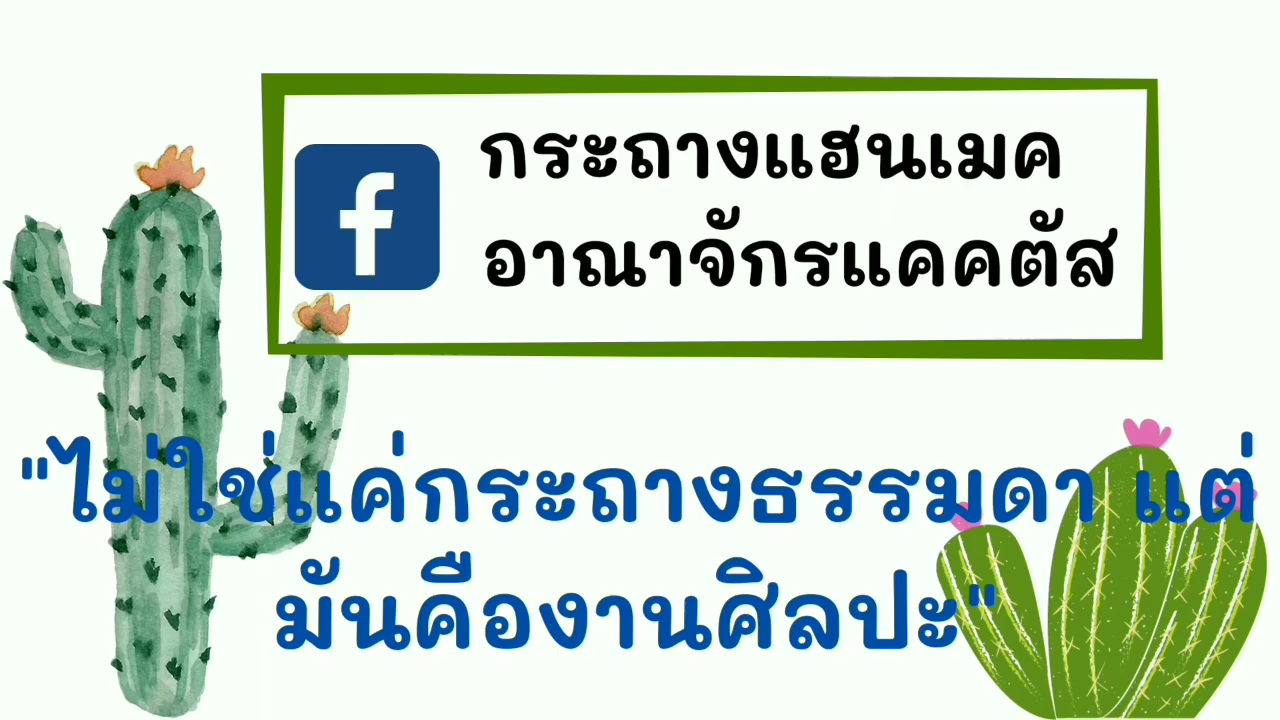 กระถางแฮนเมค
อาณาจักรแคคตัส
"ไม่ใช่แค่กระถางธรรมดา แต่
มันคืองานศิลปะ"